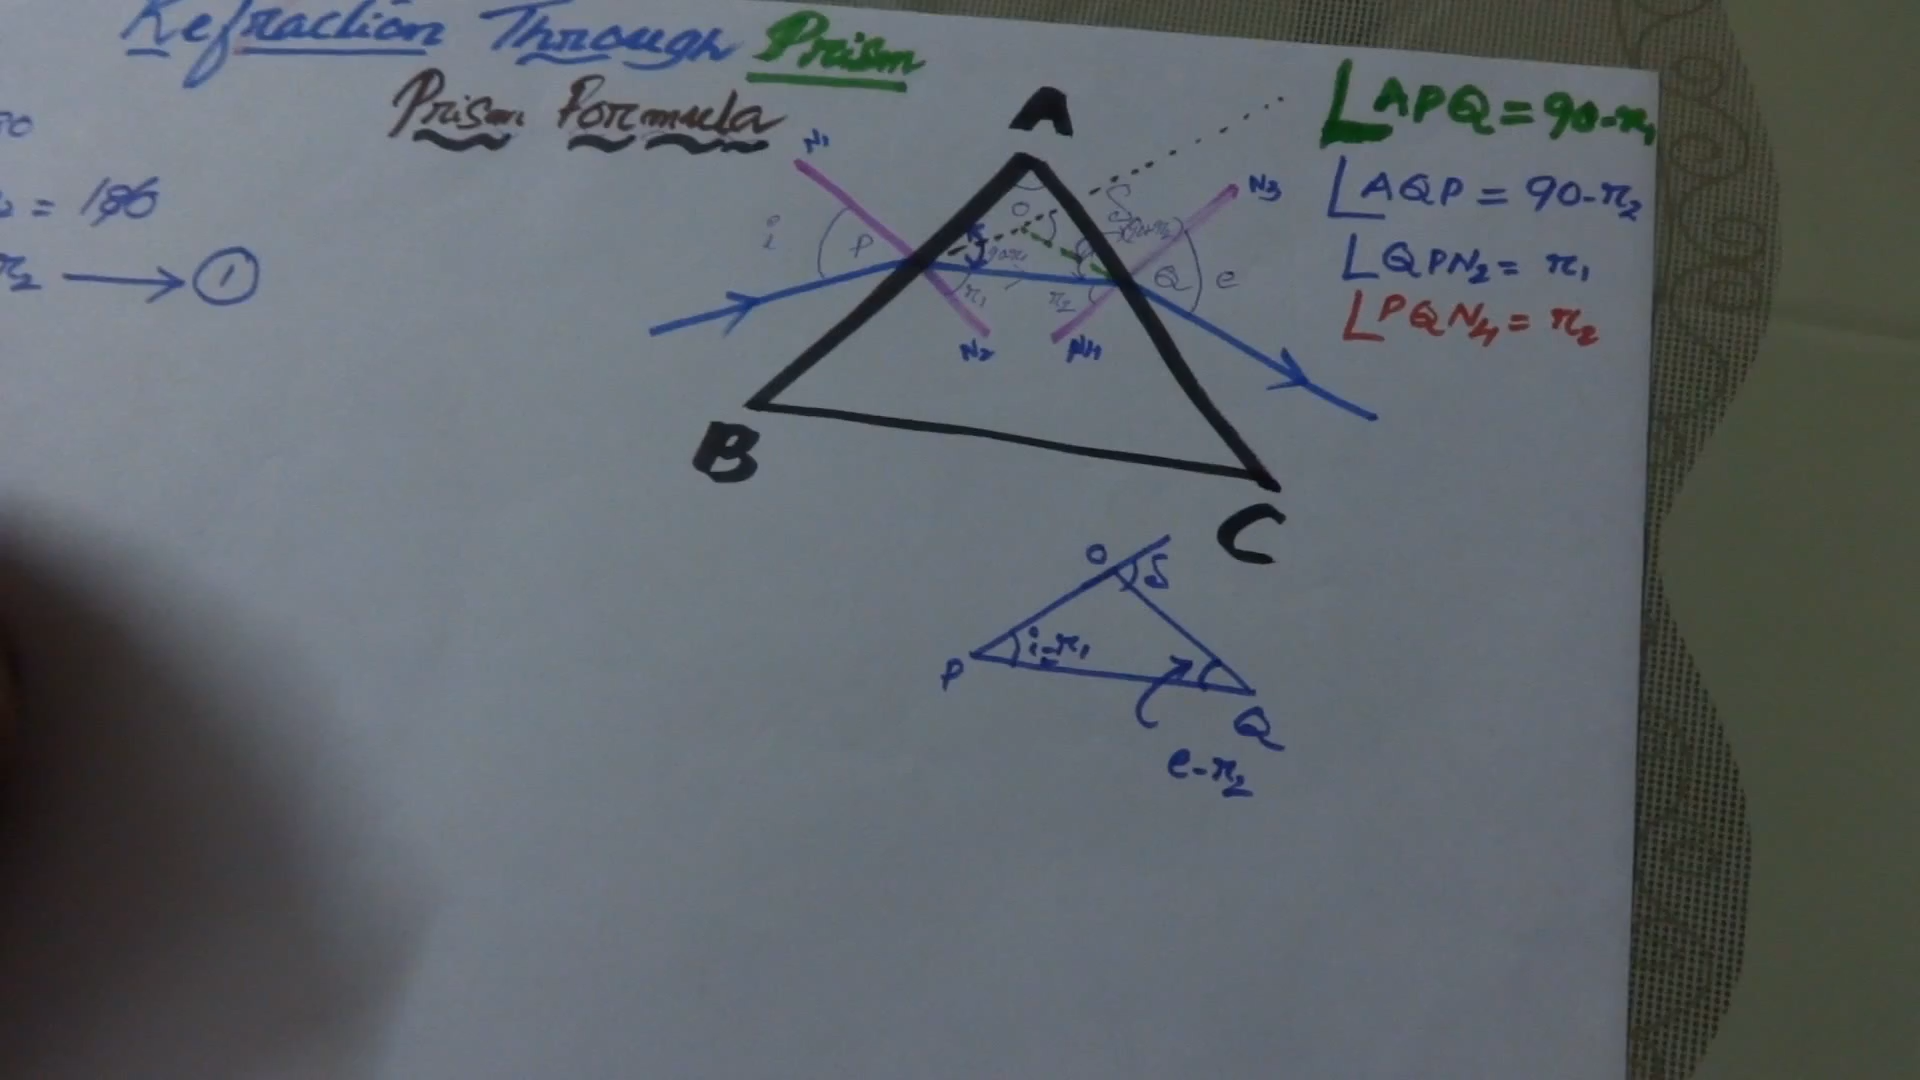 Refraction Through Prism
Prism Formula
= 180
r₂ → ①
A
B
C
N₁
N₂
N₃
N₄
i
P
O
δ
r₁
r₂
Q
e
∟APQ = 90-r₁
∟AQP = 90-r₂
∟QPN₂ = r₁
∟PQN₄ = r₂
O
δ
P
i-r₁
Q
e-r₂